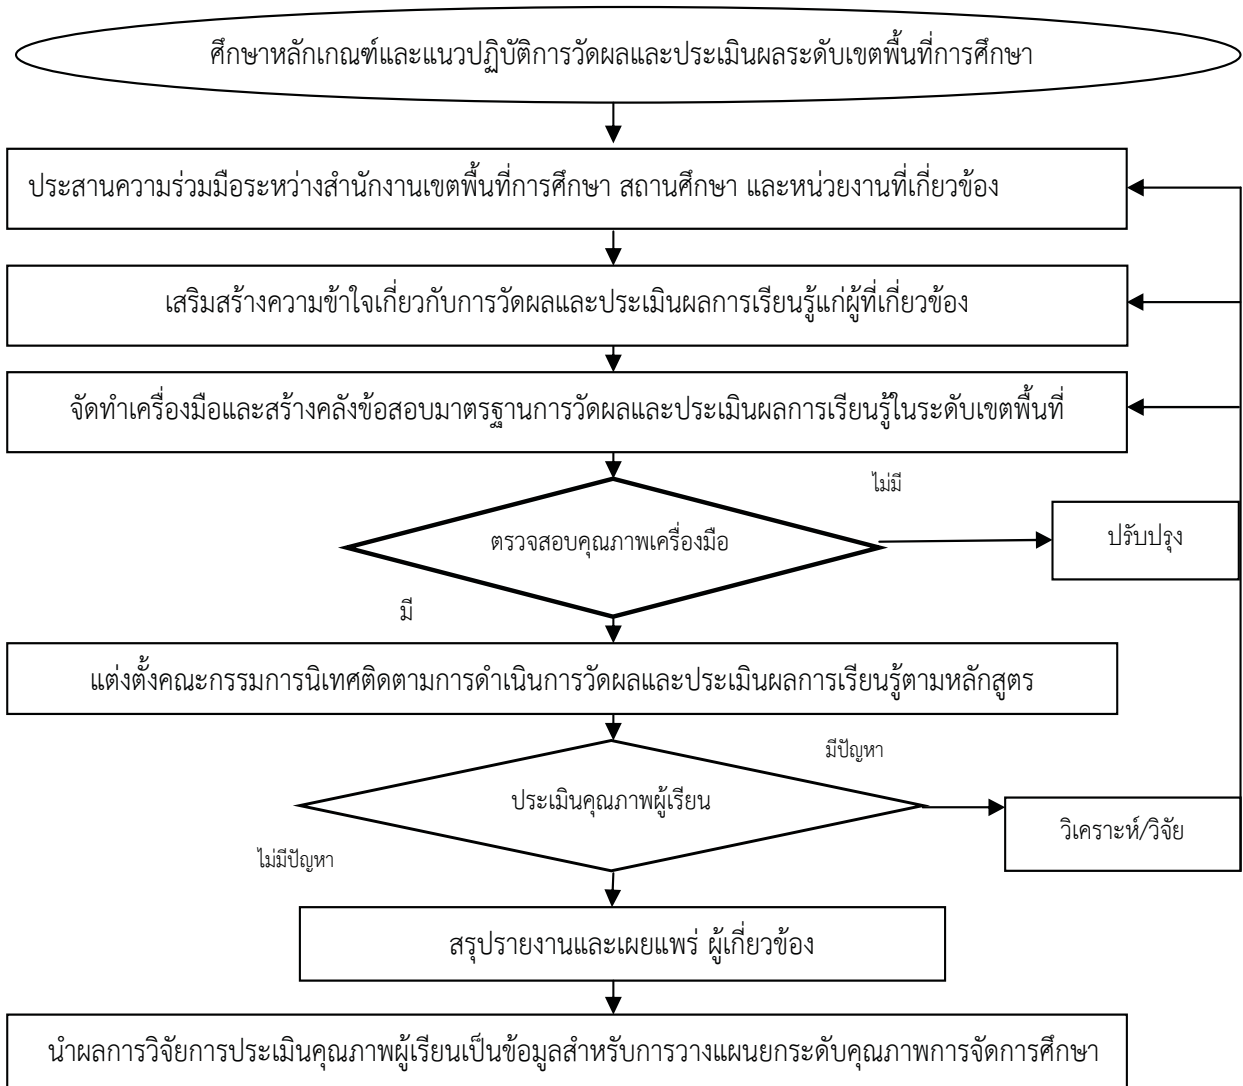 ศึกษาหลักเกณฑ์และแนวปฏิบัติการวัดผลและประเมินผลระดับเขตพื้นที่การศึกษา
ประสานความร่วมมือระหว่างสำนักงานเขตพื้นที่การศึกษา สถานศึกษา และหน่วยงานที่เกี่ยวข้อง
เสริมสร้างความข้าใจเกี่ยวกับการวัดผลและประเมินผลการเรียนรู้แก่ผู้ที่เกี่ยวข้อง
จัดทำเครื่องมือและสร้างคลังข้อสอบมาตรฐานการวัดผลและประเมินผลการเรียนรู้ในระดับเขตพื้นที่
ไม่มี
ตรวจสอบคุณภาพเครื่องมือ
ปรับปรุง
มี
แต่งตั้งคณะกรรมการนิเทศติดตามการดำเนินการวัดผลและประเมินผลการเรียนรู้ตามหลักสูตร
มีปัญหา
ประเมินคุณภาพผู้เรียน
วิเคราะห์/วิจัย
ไม่มีปัญหา
สรุปรายงานและเผยแพร่ ผู้เกี่ยวข้อง
นำผลการวิจัยการประเมินคุณภาพผู้เรียนเป็นข้อมูลสำหรับการวางแผนยกระดับคุณภาพการจัดการศึกษา